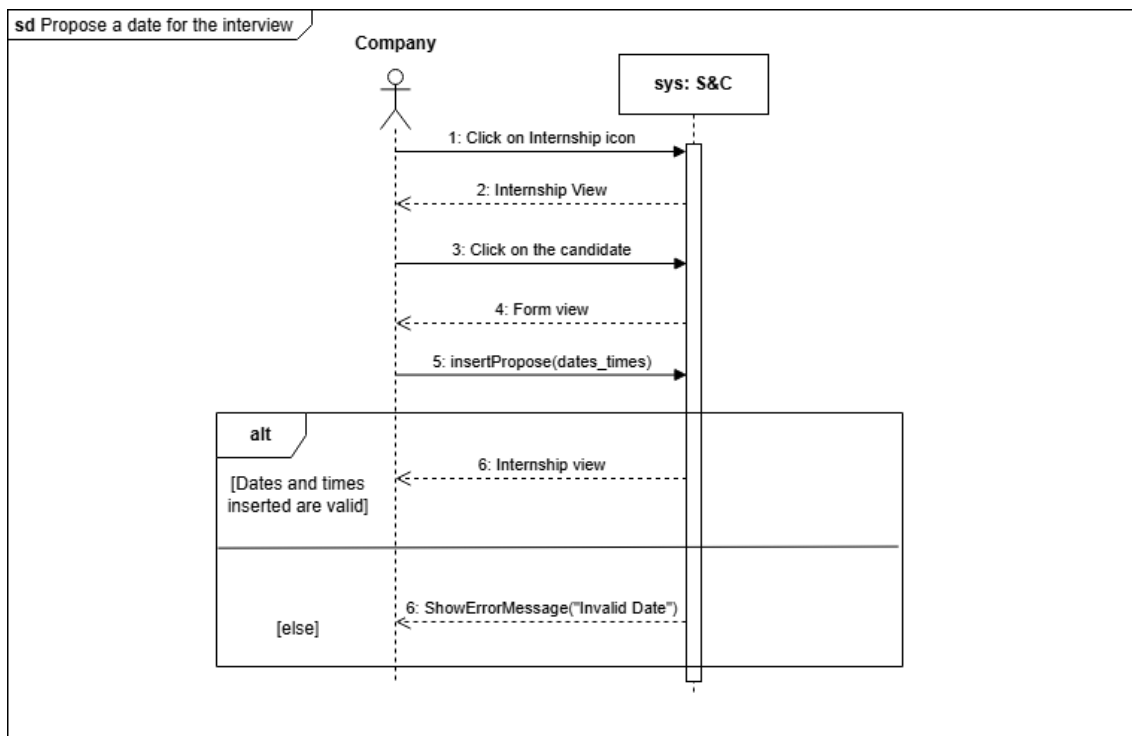 sd Propose a date for the interview
Company
sys: S&C
1: Click on Internship icon
2: Internship View
3: Click on the candidate
4: Form view
5: insertPropose(dates_times)
alt
6: Internship view
[Dates and times
inserted are valid]
6: ShowErrorMessage("Invalid Date")
[else]